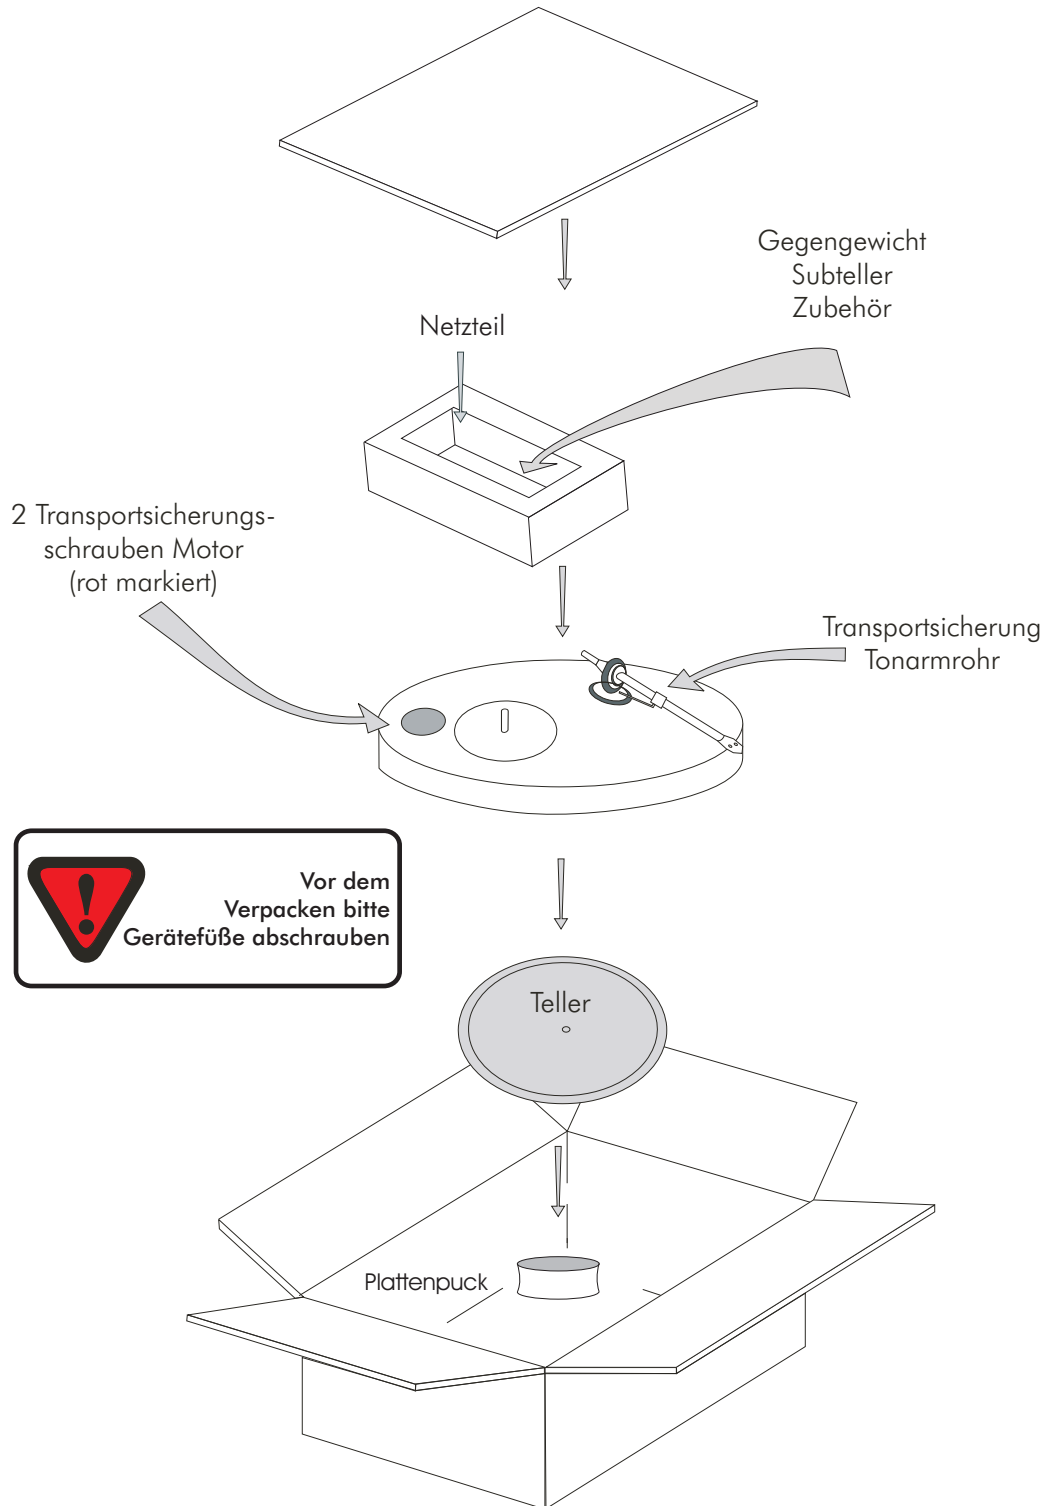 Gegengewicht
Subteller
Zubehör
Netzteil
2 Transportsicherungs-
schrauben Motor
(rot markiert)
Transportsicherung
Tonarmrohr
Vor dem
Verpacken bitte
Gerätefüße abschrauben
Teller
Plattenpuck